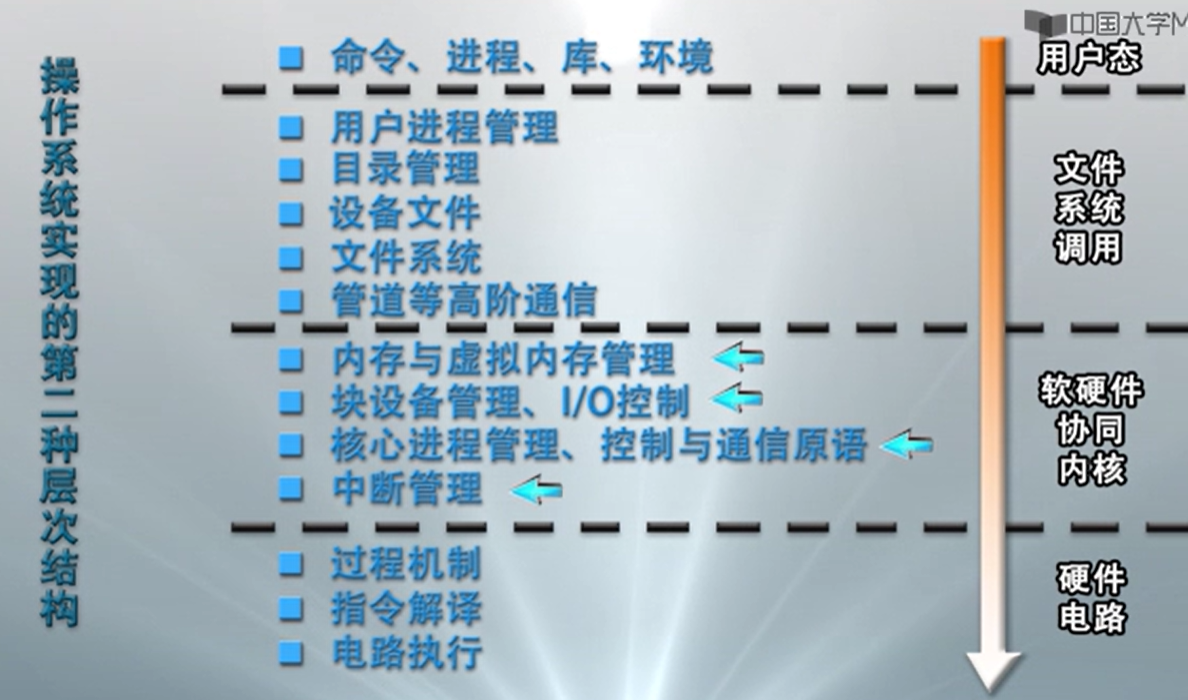 中国大学M
操作系统实现的第二种层次结构
命令、进程、库、环境
用户态
用户进程管理
目录管理
设备文件
文件系统
管道等高阶通信
文件
系统
调用
内存与虚拟内存管理
块设备管理、I/O控制
核心进程管理、控制与通信原语
中断管理
软硬件
协同
内核
过程机制
指令解译
电路执行
硬件
电路